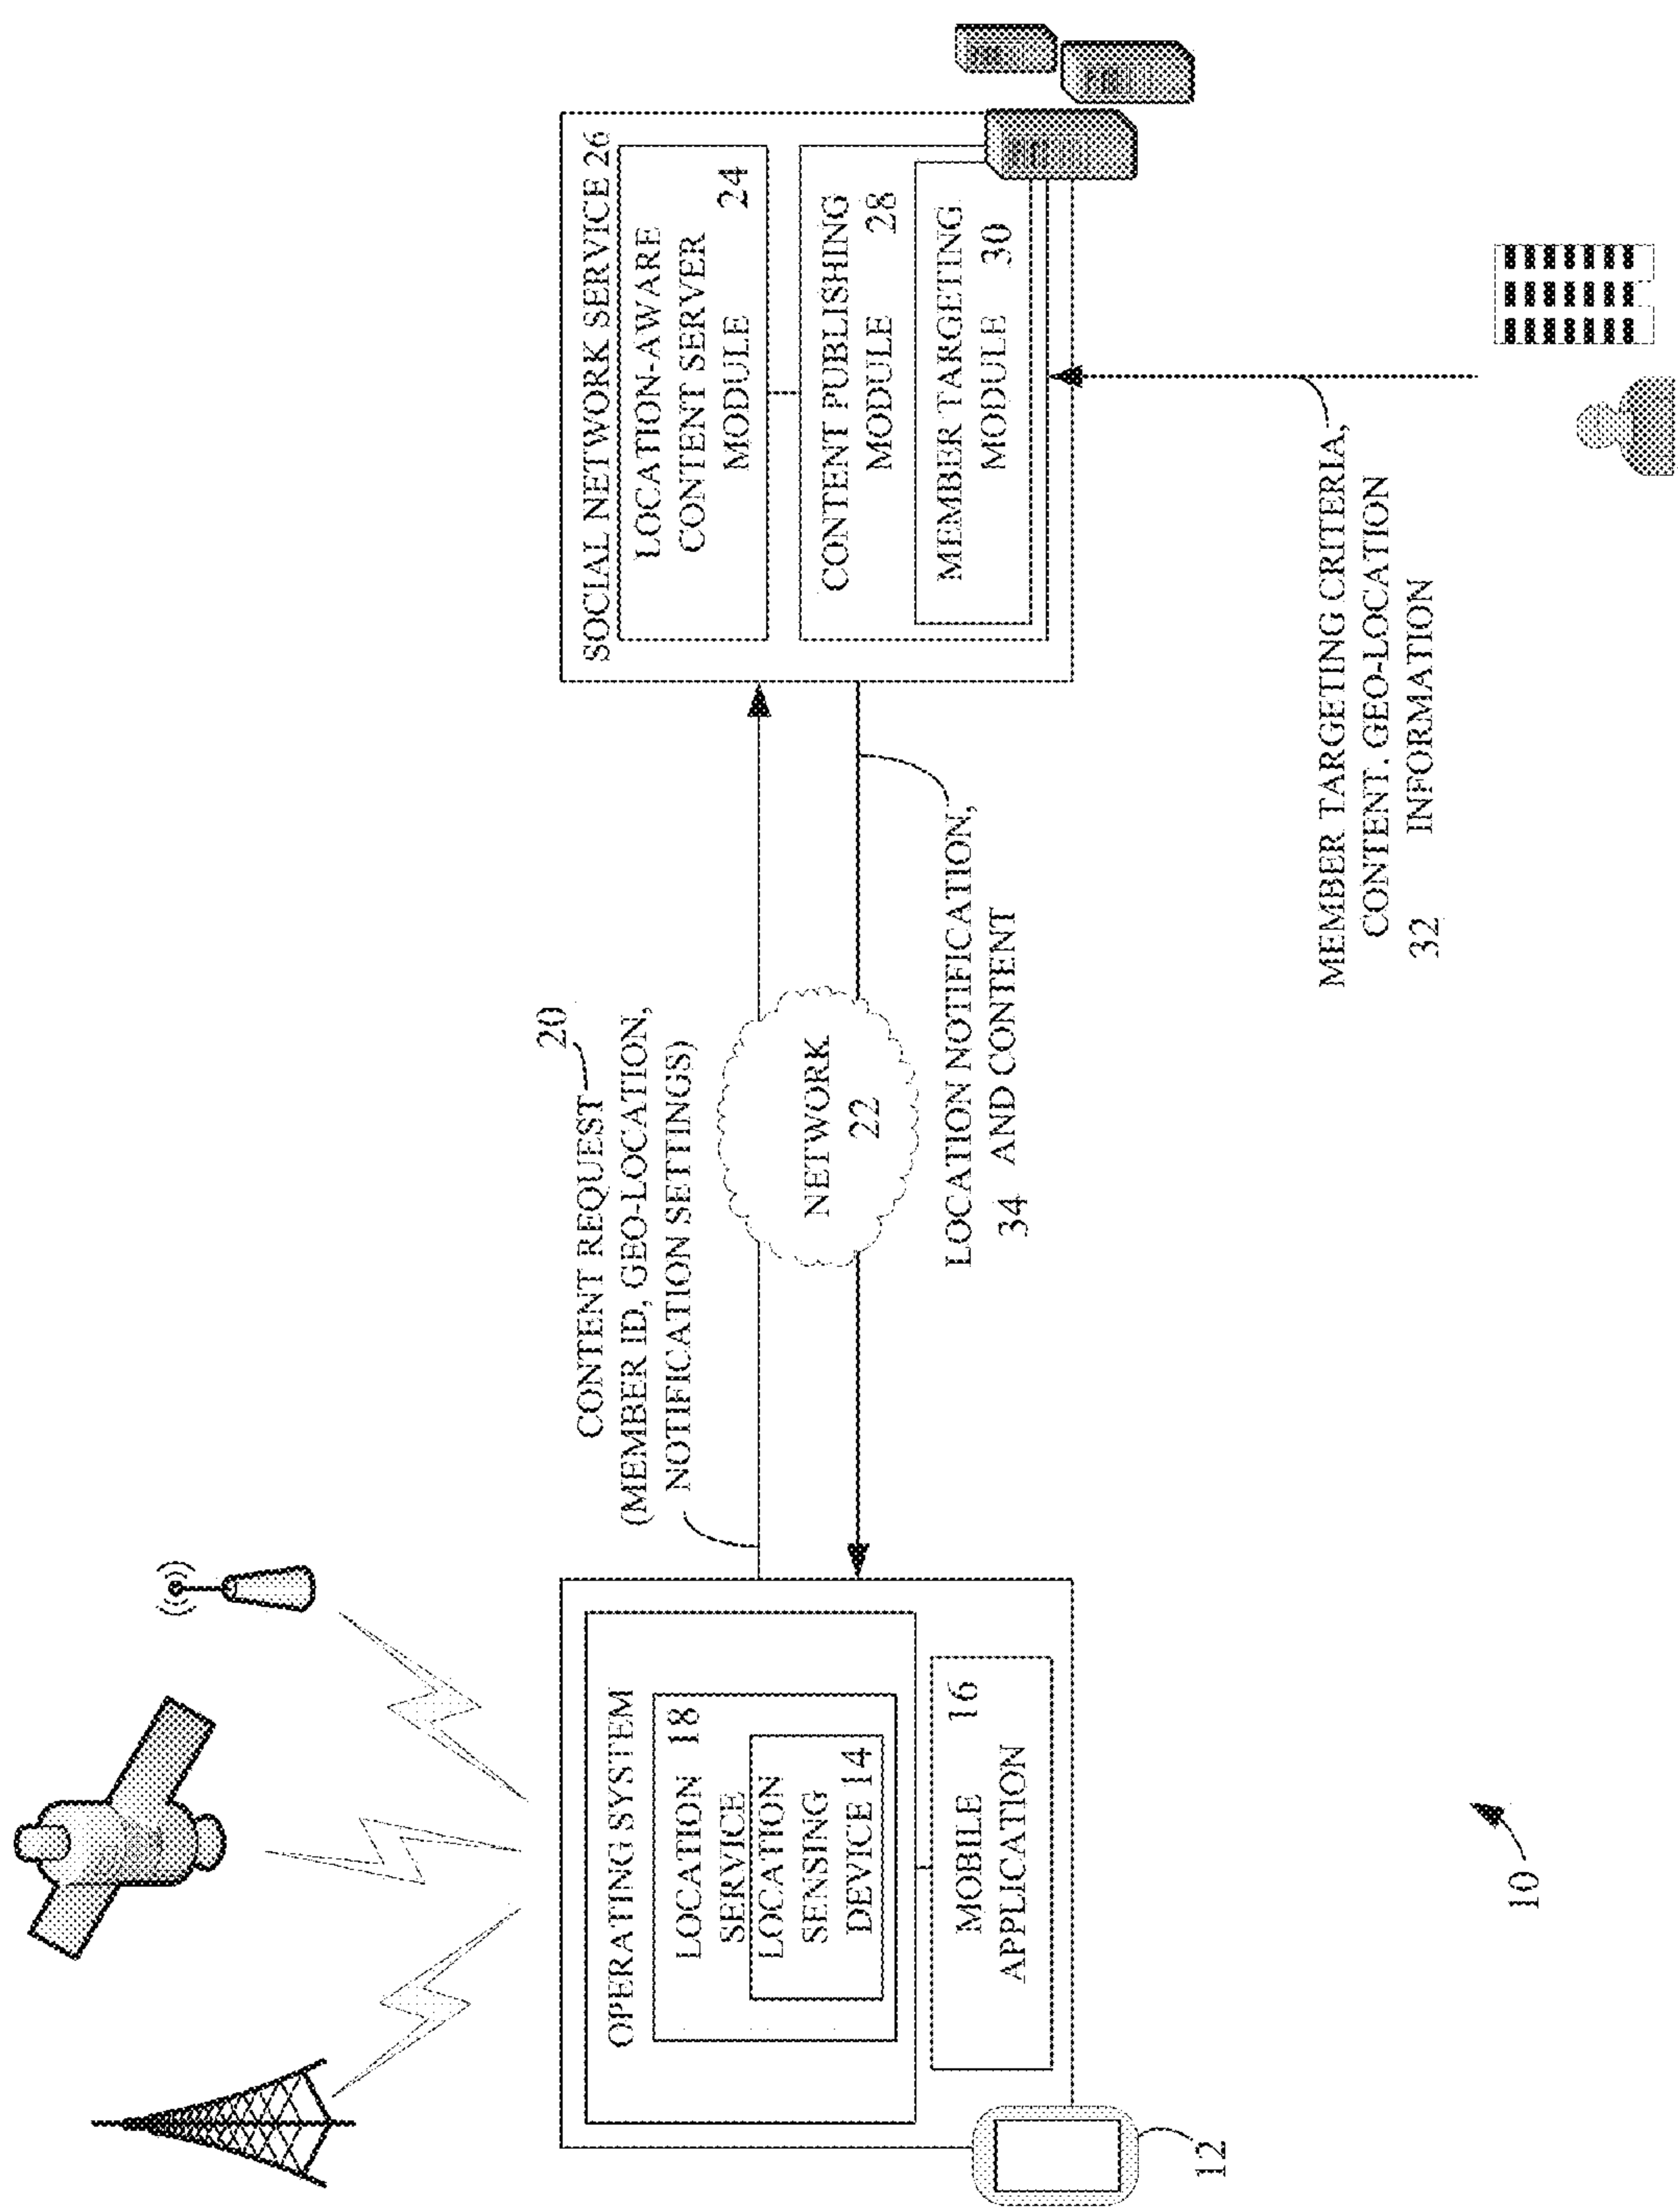 OPERATING SYSTEM
LOCATION 18
SERVICE
LOCATION
SENSING
DEVICE 14
MOBILE 16
APPLICATION
12
CONTENT REQUEST 20
(MEMBER ID, GEO-LOCATION,
NOTIFICATION SETTINGS)
NETWORK
22
LOCATION NOTIFICATION,
34 AND CONTENT
SOCIAL NETWORK SERVICE 26
LOCATION-AWARE
CONTENT SERVER
MODULE 24
CONTENT PUBLISHING
MODULE 28
MEMBER TARGETING
MODULE 30
MEMBER TARGETING CRITERIA,
CONTENT, GEO-LOCATION
32 INFORMATION
10